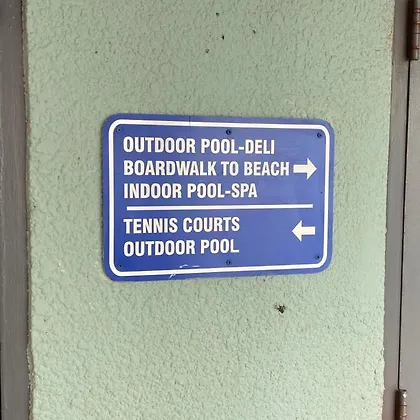 OUTDOOR POOL-DELI
BOARDWALK TO BEACH
INDOOR POOL-SPA
TENNIS COURTS
OUTDOOR POOL